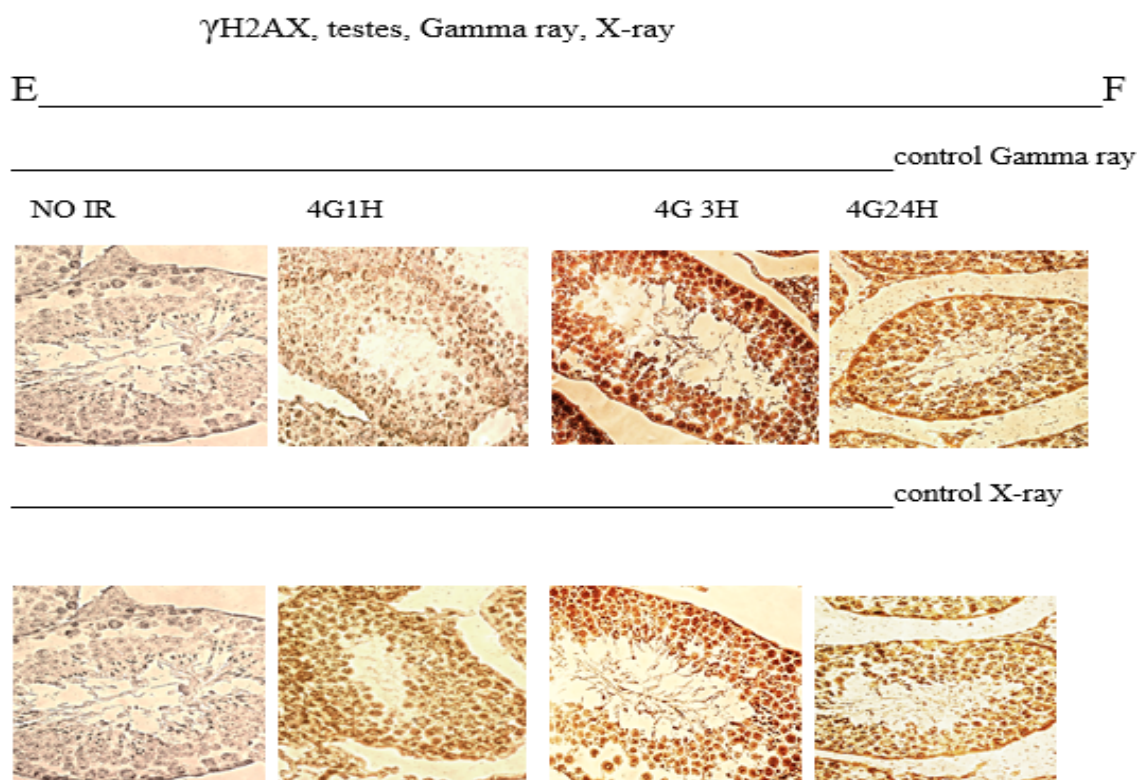 γH2AX, testes, Gamma ray, X-ray
E F
control Gamma ray
NO IR 4G1H 4G 3H 4G24H
control X-ray